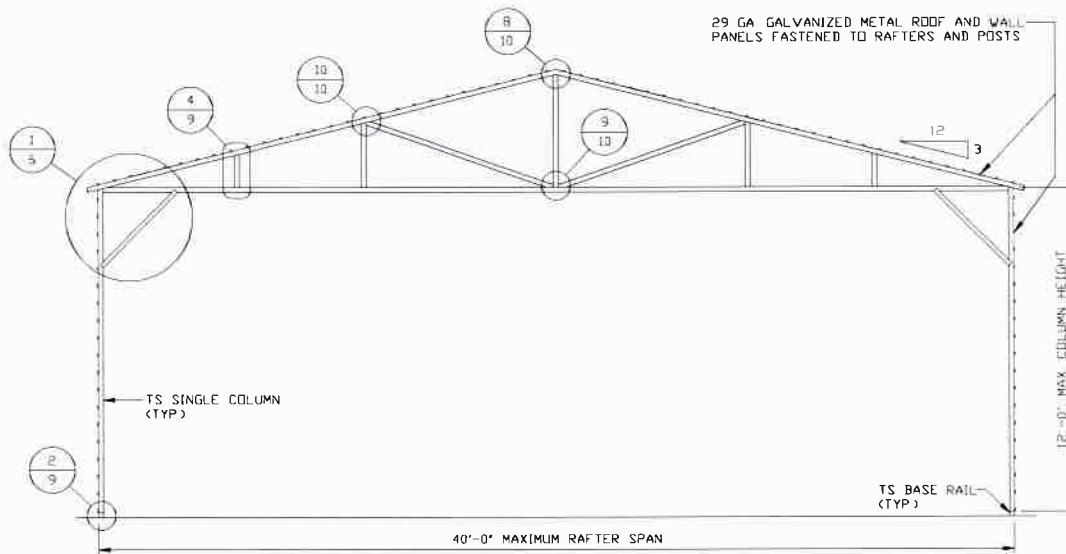 29 GA GALVANIZED METAL ROOF AND WALL
PANELS FASTENED TO RAFTERS AND POSTS
8
10
10
10
4
9
9
10
1
6
12
3
12'-0" MAX COLUMN HEIGHT
TS SINGLE COLUMN
(TYP)
2
9
TS BASE RAIL
(TYP)
40'-0" MAXIMUM RAFTER SPAN